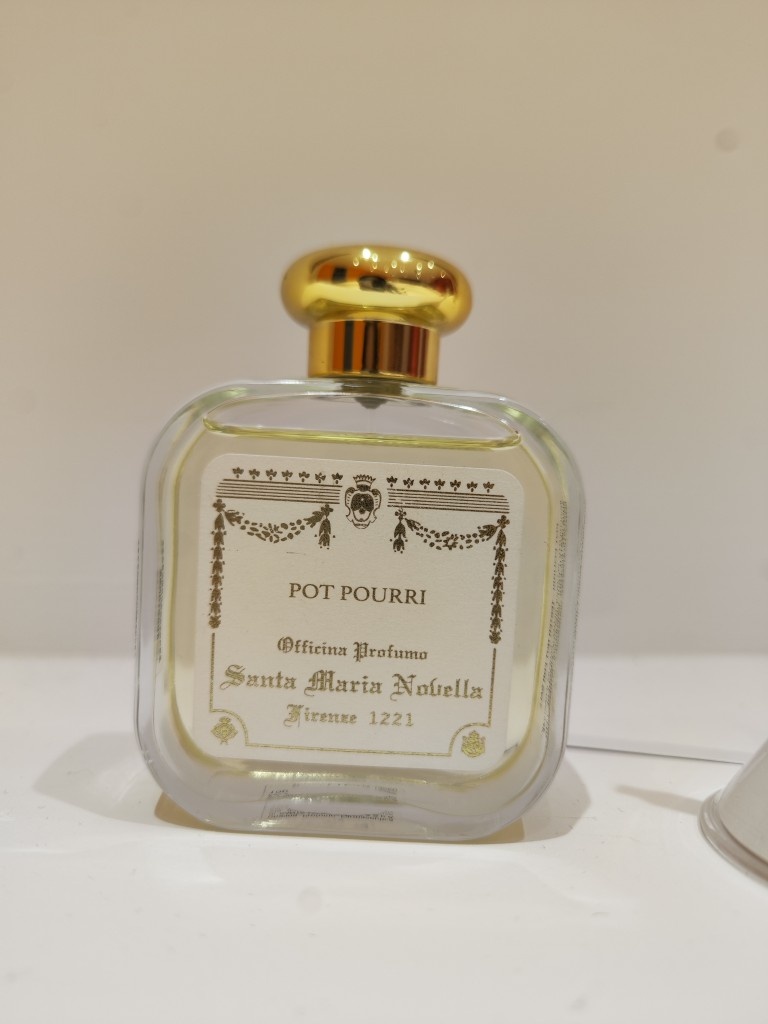 POT POURRI
Officina Profumo
Santa Maria Novella
Firenze 1221